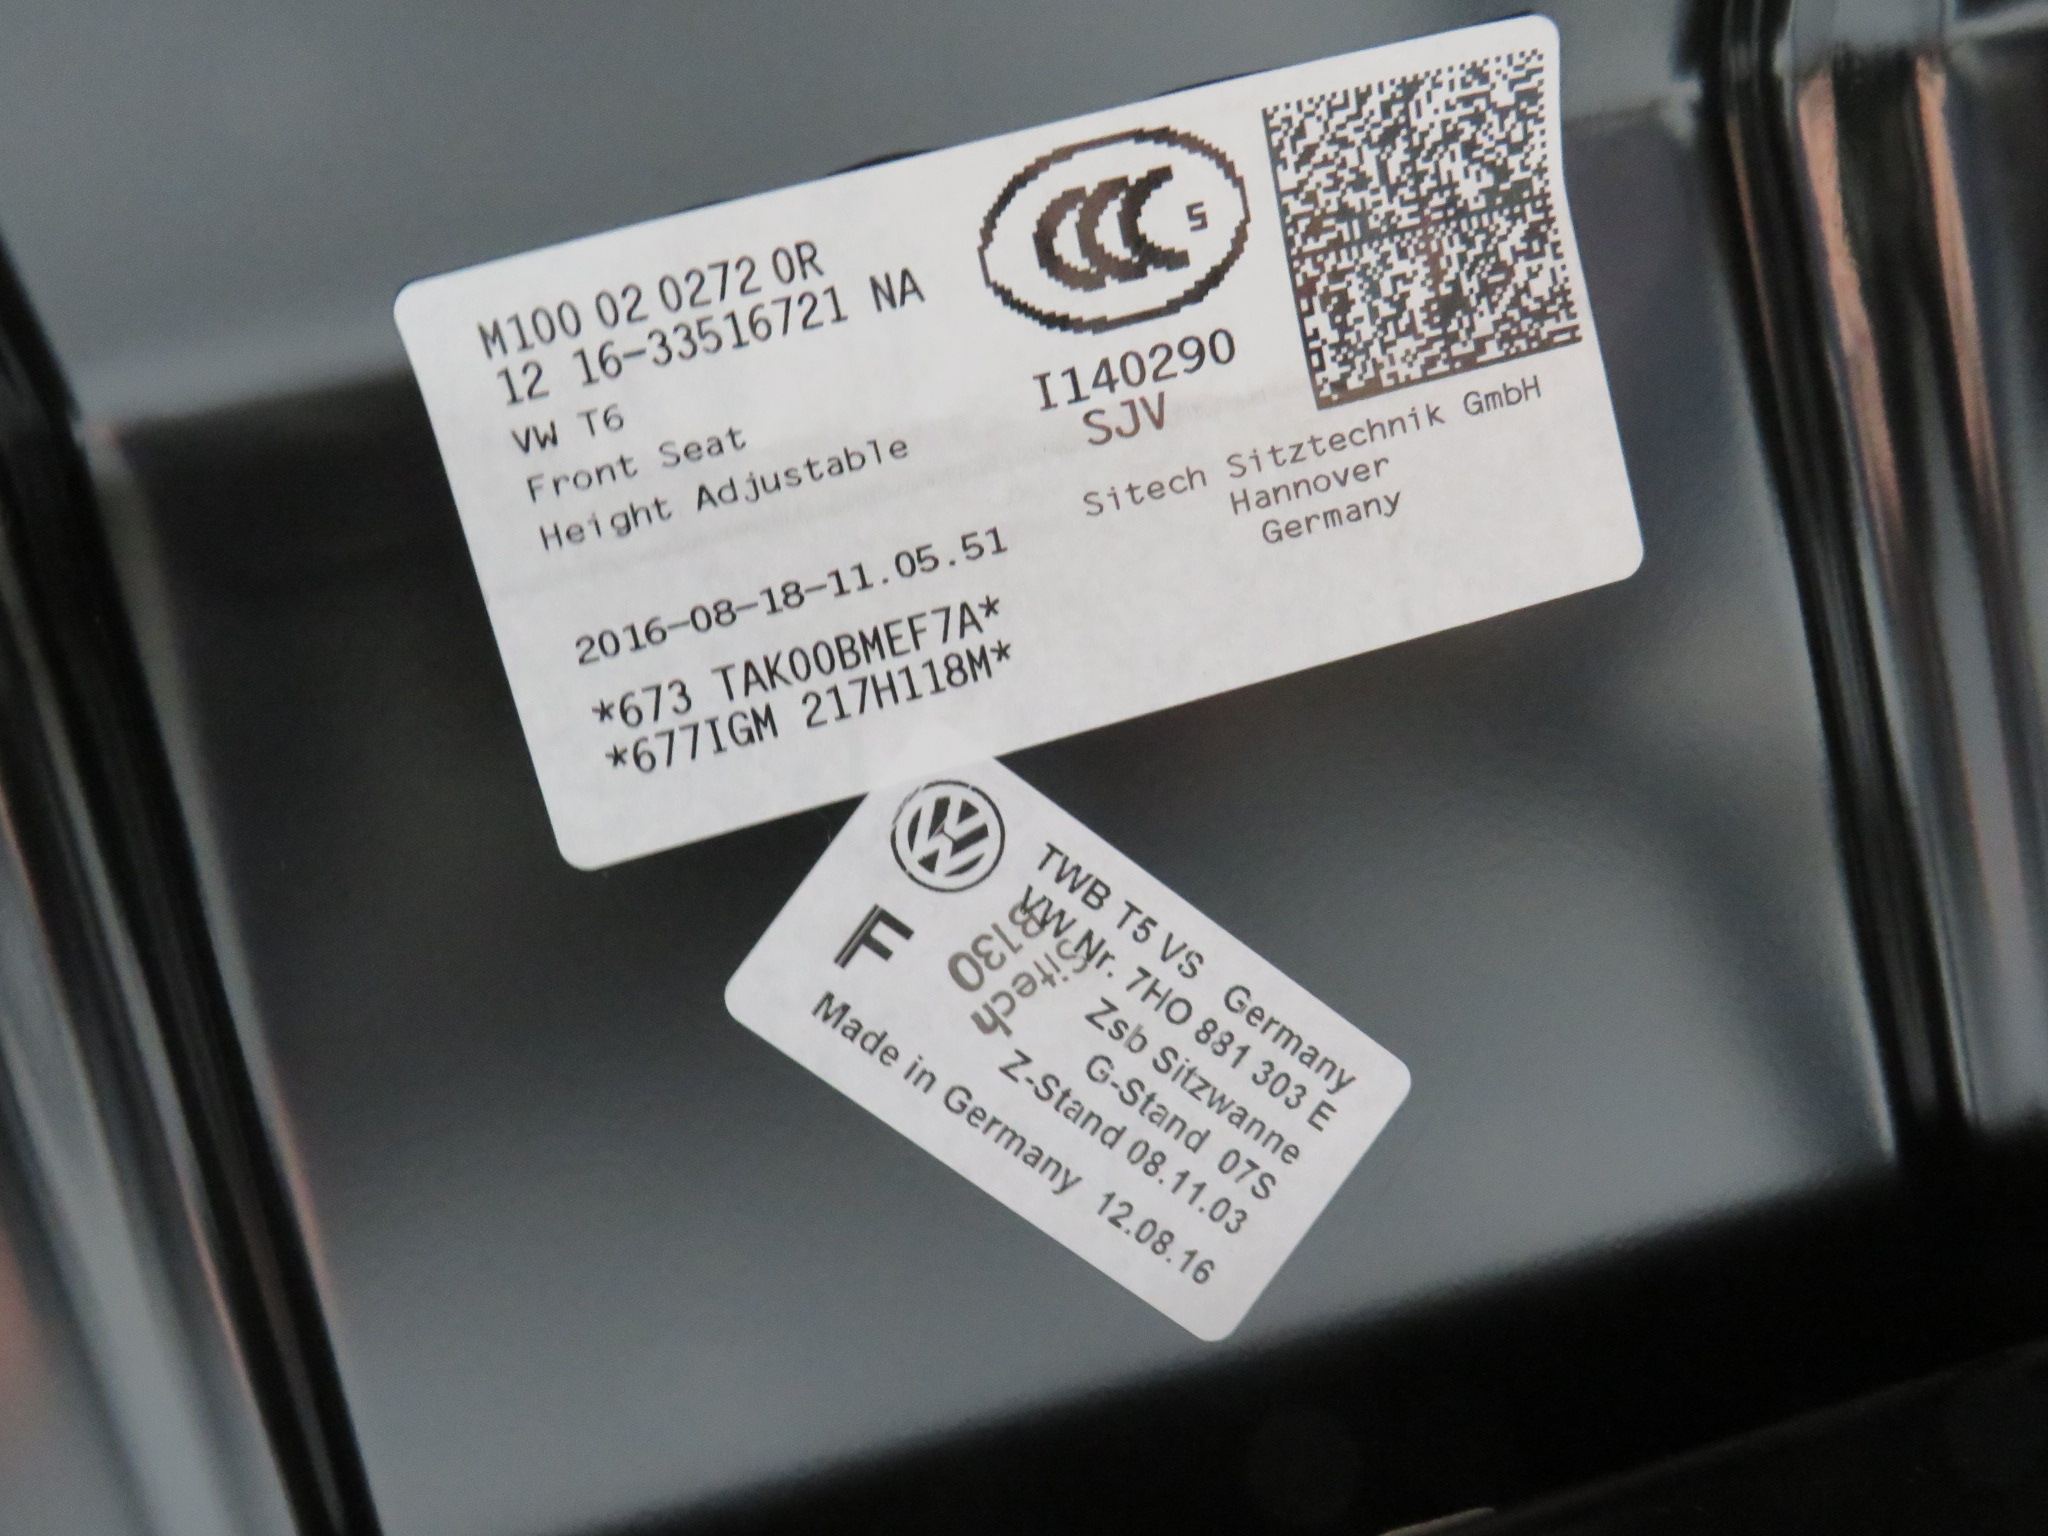 M100 02 0272 0R
12 16-33516721 NA
VW T6
Front Seat
Height Adjustable
2016-08-18-11.05.51
*673 TAK00BMEF7A*
*677IGM 217H118M*
CCC S
I140290
SJV
Sitech Sitztechnik GmbH
Hannover
Germany
TWB T5 VS Germany
VW Nr. 7HO 881 303 E
Zsb Sitzwanne
G-Stand 07S
Z-Stand 08.11.03
Made in Germany 12.08.16
F
Sitech